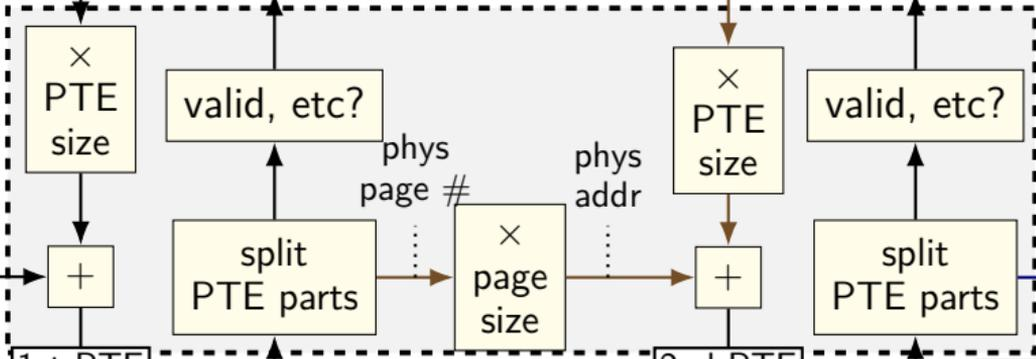 ×
PTE
size
valid, etc?
phys
page #
phys
addr
×
PTE
size
valid, etc?
+
split
PTE parts
×
page
size
+
split
PTE parts